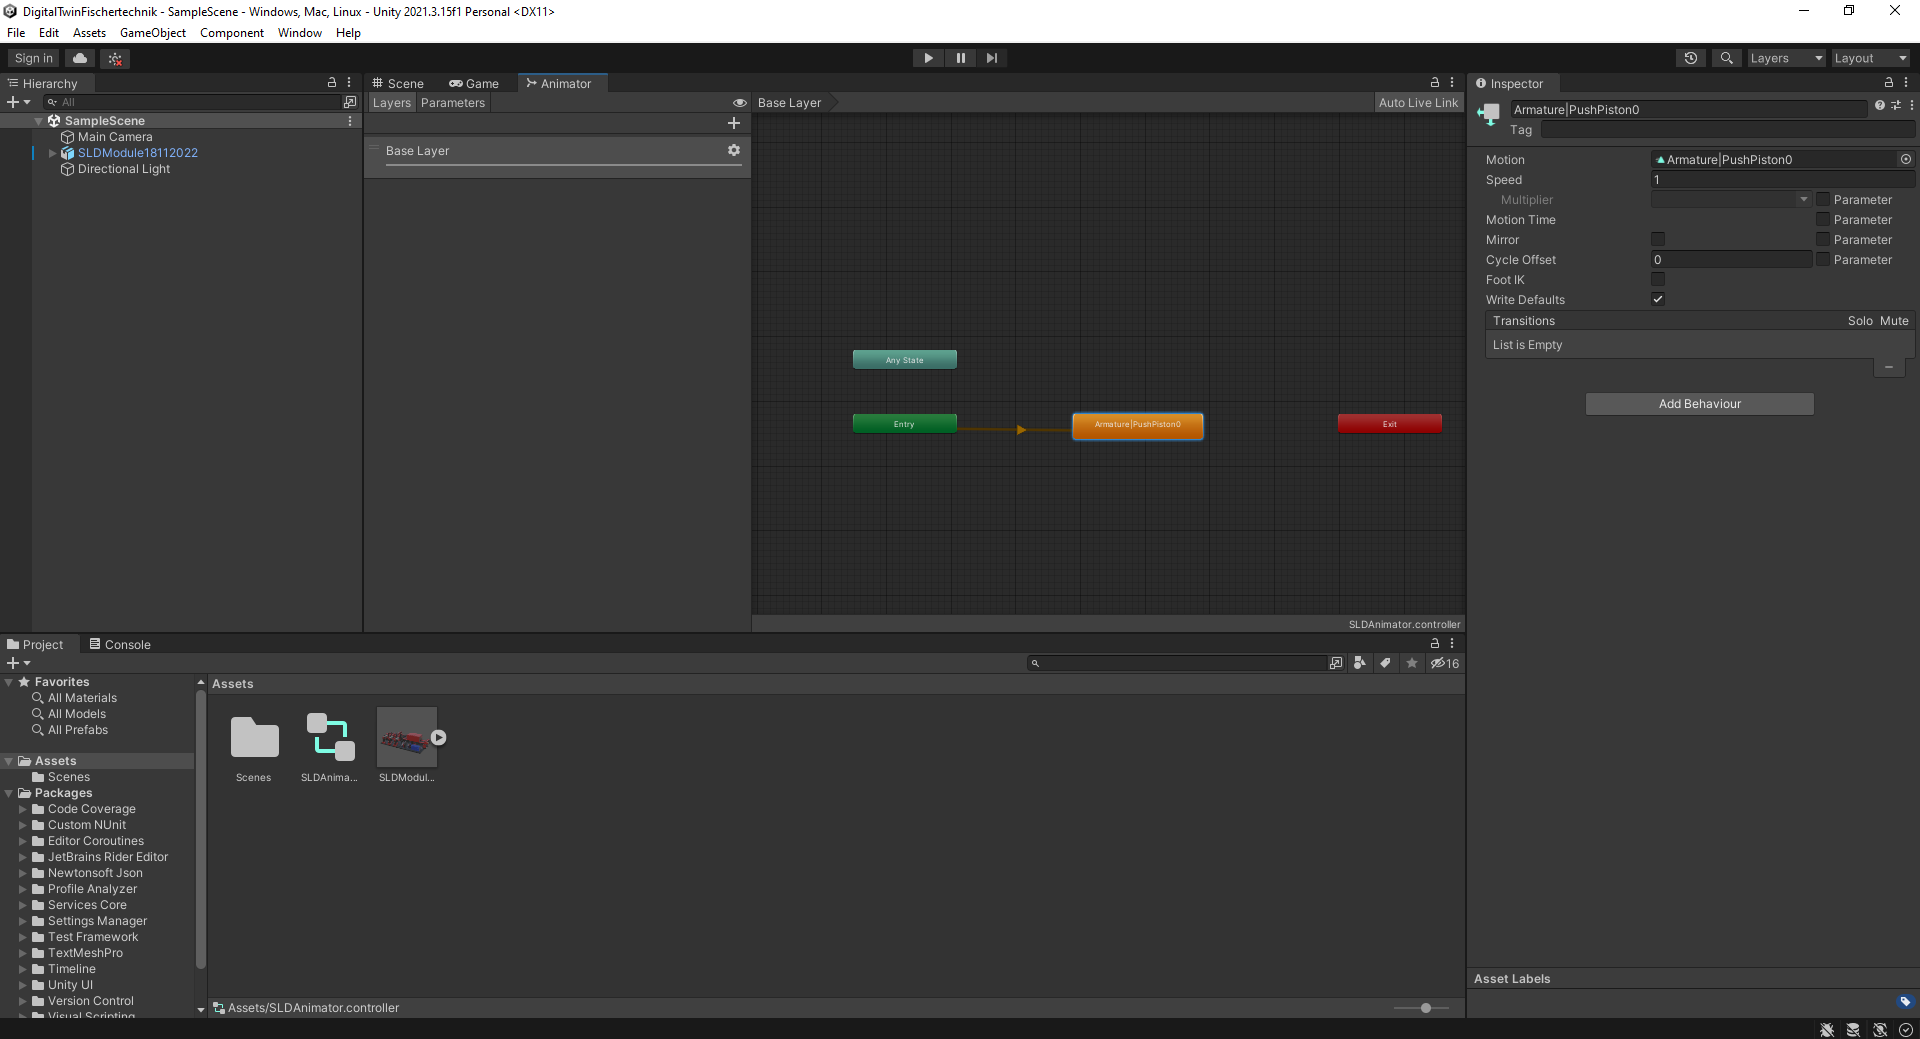 DigitalTwinFischertechnik - SampleScene - Windows, Mac, Linux - Unity 2021.3.15f1 Personal <DX11>
File Edit Assets GameObject Component Window Help
Sign in
Layers
Layout
Hierarchy
All
SampleScene
Main Camera
SLDModule18112022
Directional Light
Scene
Game
Animator
Layers
Parameters
Base Layer
Base Layer
Auto Live Link
Any State
Entry
Armature|PushPiston0
Exit
SLDAnimator.controller
Inspector
Armature|PushPiston0
Tag
Motion
Armature|PushPiston0
Speed
1
Multiplier
Parameter
Motion Time
Parameter
Mirror
Parameter
Cycle Offset
0
Parameter
Foot IK
Write Defaults
Transitions
Solo Mute
List is Empty
Add Behaviour
Asset Labels
Project
Console
16
Favorites
All Materials
All Models
All Prefabs
Assets
Scenes
Packages
Code Coverage
Custom NUnit
Editor Coroutines
JetBrains Rider Editor
Newtonsoft Json
Profile Analyzer
Services Core
Settings Manager
Test Framework
TextMeshPro
Timeline
Unity UI
Version Control
Visual Scripting
Assets
Scenes
SLDAnima...
SLDModul...
Assets/SLDAnimator.controller